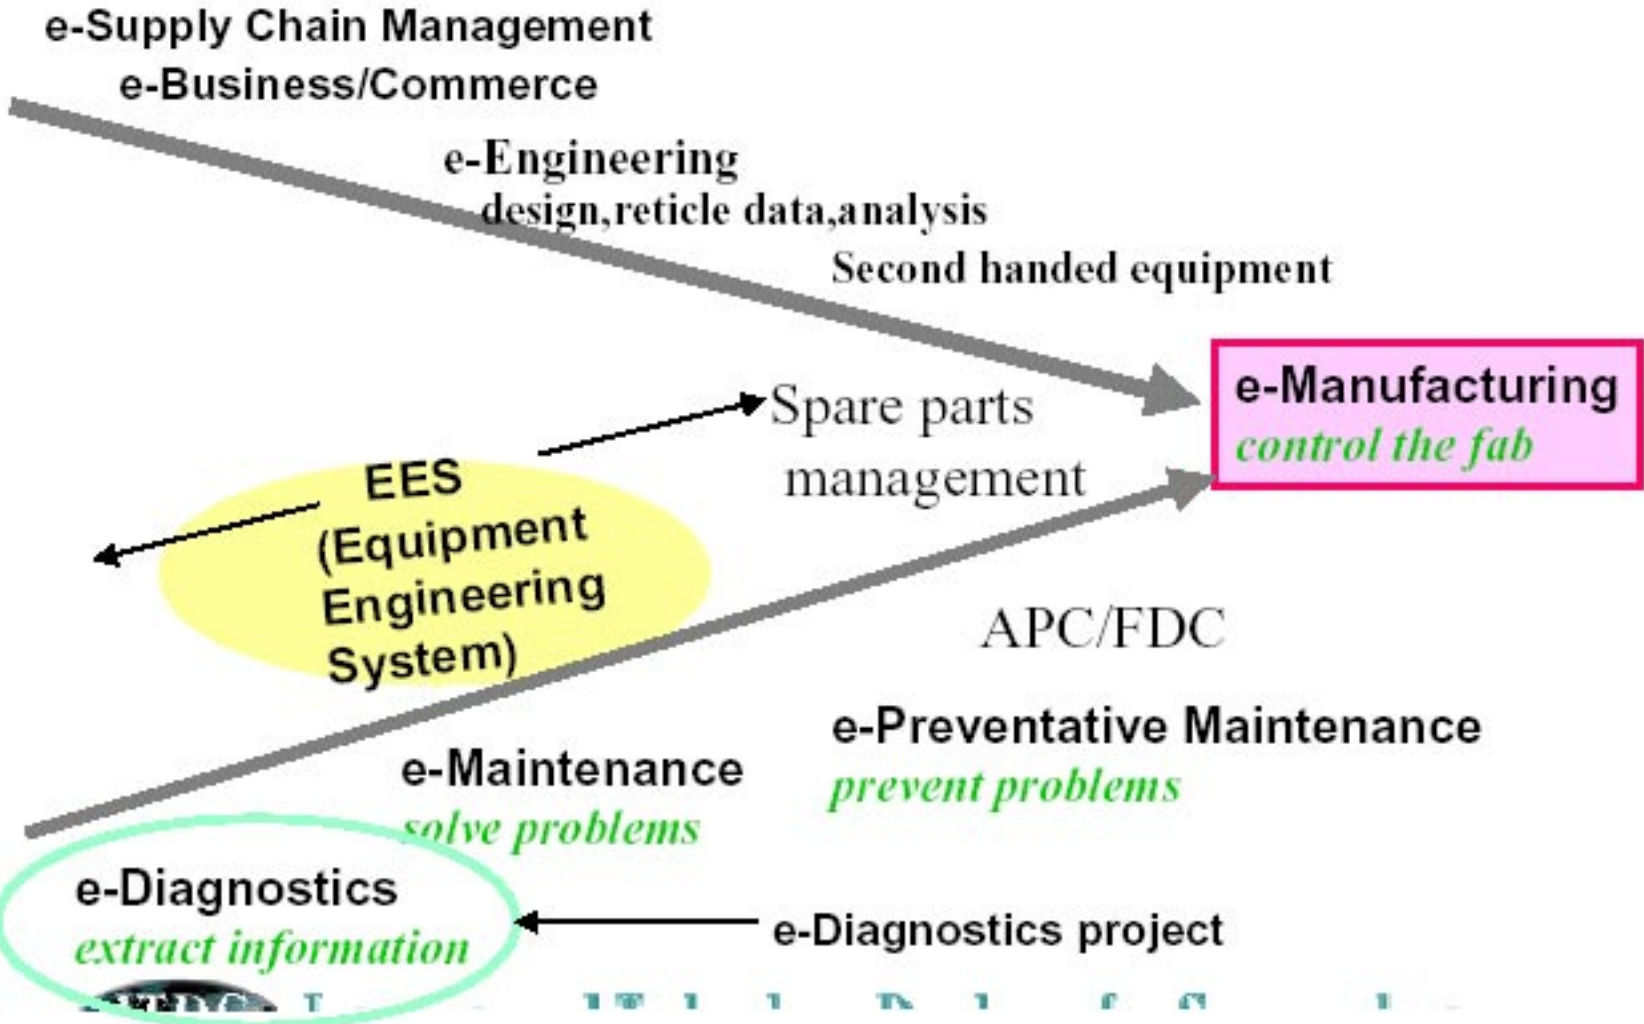 e-Supply Chain Management
e-Business/Commerce
e-Engineering
design,reticle data,analysis
Second handed equipment
e-Manufacturing
control the fab
Spare parts
management
EES
(Equipment
Engineering
System)
APC/FDC
e-Preventative Maintenance
prevent problems
e-Maintenance
solve problems
e-Diagnostics
extract information
e-Diagnostics project